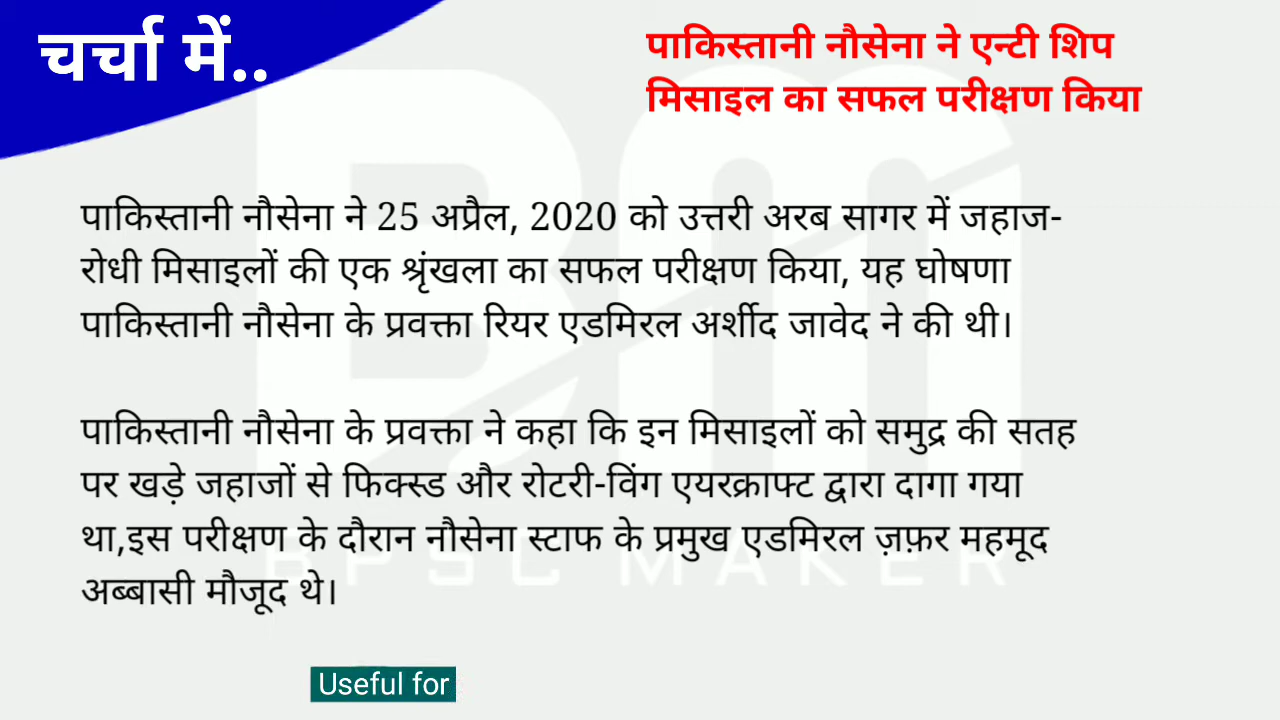 चर्चा में..
पाकिस्तानी नौसेना ने एन्टी शिप
मिसाइल का सफल परीक्षण किया
पाकिस्तानी नौसेना ने 25 अप्रैल, 2020 को उत्तरी अरब सागर में जहाज-
रोधी मिसाइलों की एक श्रृंखला का सफल परीक्षण किया, यह घोषणा
पाकिस्तानी नौसेना के प्रवक्ता रियर एडमिरल अर्शीद जावेद ने की थी।
पाकिस्तानी नौसेना के प्रवक्ता ने कहा कि इन मिसाइलों को समुद्र की सतह
पर खड़े जहाजों से फिक्स्ड और रोटरी-विंग एयरक्राफ्ट द्वारा दागा गया
था,इस परीक्षण के दौरान नौसेना स्टाफ के प्रमुख एडमिरल ज़फ़र महमूद
अब्बासी मौजूद थे।
BPSC MAKER
Useful for